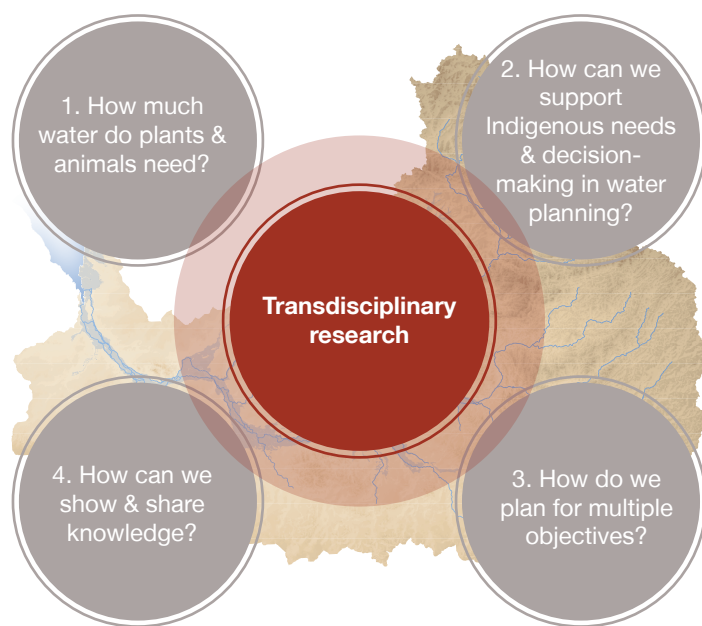 1. How much
water do plants &
animals need?
2. How can we
support
Indigenous needs
& decision-
making in water
planning?
Transdisciplinary
research
4. How can we
show & share
knowledge?
3. How do we
plan for multiple
objectives?